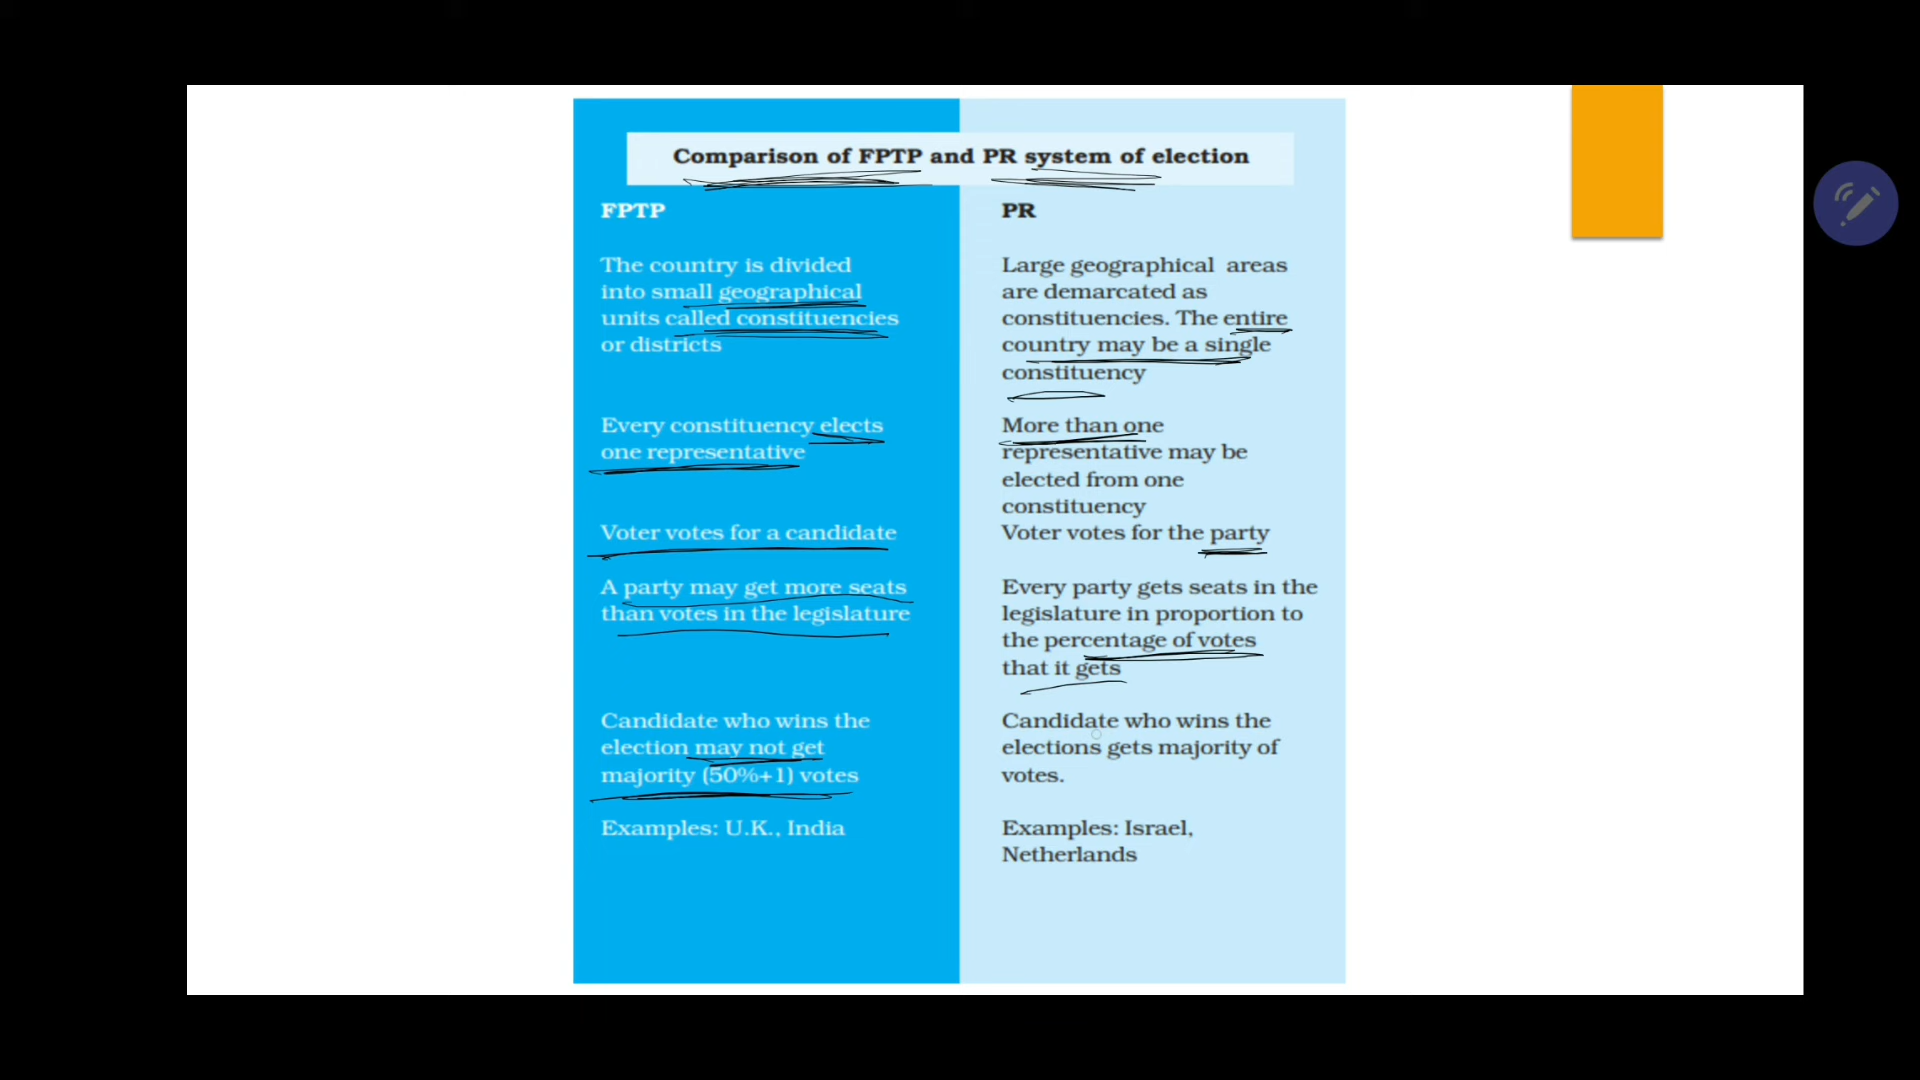 Comparison of FPTP and PR system of election
FPTP
The country is divided
into small geographical
units called constituencies
or districts
Every constituency elects
one representative
Voter votes for a candidate
A party may get more seats
than votes in the legislature
Candidate who wins the
election may not get
majority (50%+1) votes
Examples: U.K., India
PR
Large geographical areas
are demarcated as
constituencies. The entire
country may be a single
constituency
More than one
representative may be
elected from one
constituency
Voter votes for the party
Every party gets seats in the
legislature in proportion to
the percentage of votes
that it gets
Candidate who wins the
elections gets majority of
votes.
Examples: Israel,
Netherlands